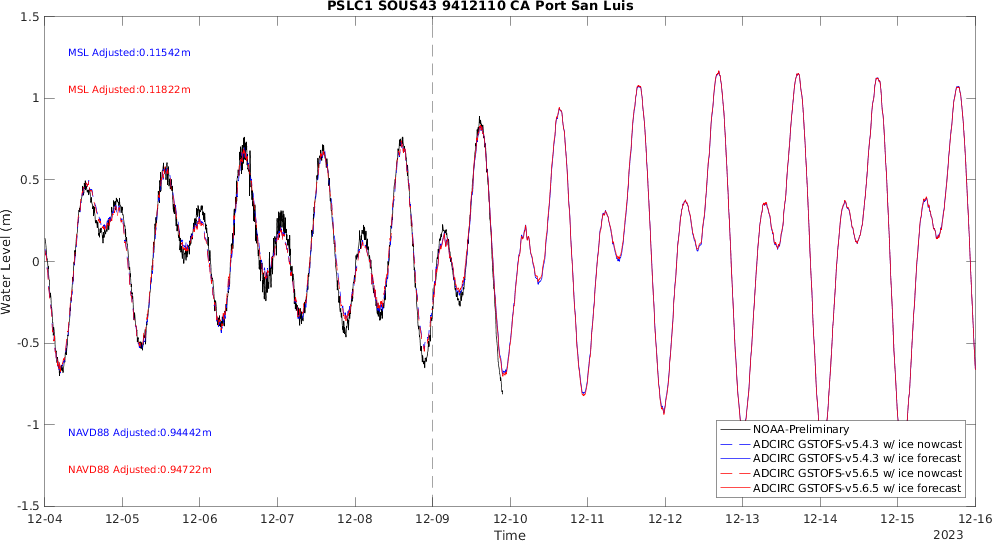 PSLC1 SOUS43 9412110 CA Port San Luis
1.5
MSL Adjusted:0.11542m
1
MSL Adjusted:0.11822m
0.5
0
Water Level (m)
-0.5
-1
NAVD88 Adjusted:0.94442m
NAVD88 Adjusted:0.94722m
-1.5
NOAA-Preliminary
ADCIRC GSTOFS-v5.4.3 w/ ice nowcast
ADCIRC GSTOFS-v5.4.3 w/ ice forecast
ADCIRC GSTOFS-v5.6.5 w/ ice nowcast
ADCIRC GSTOFS-v5.6.5 w/ ice forecast
12-04 12-05 12-06 12-07 12-08 12-09 12-10 12-11 12-12 12-13 12-14 12-15 12-16
Time
2023